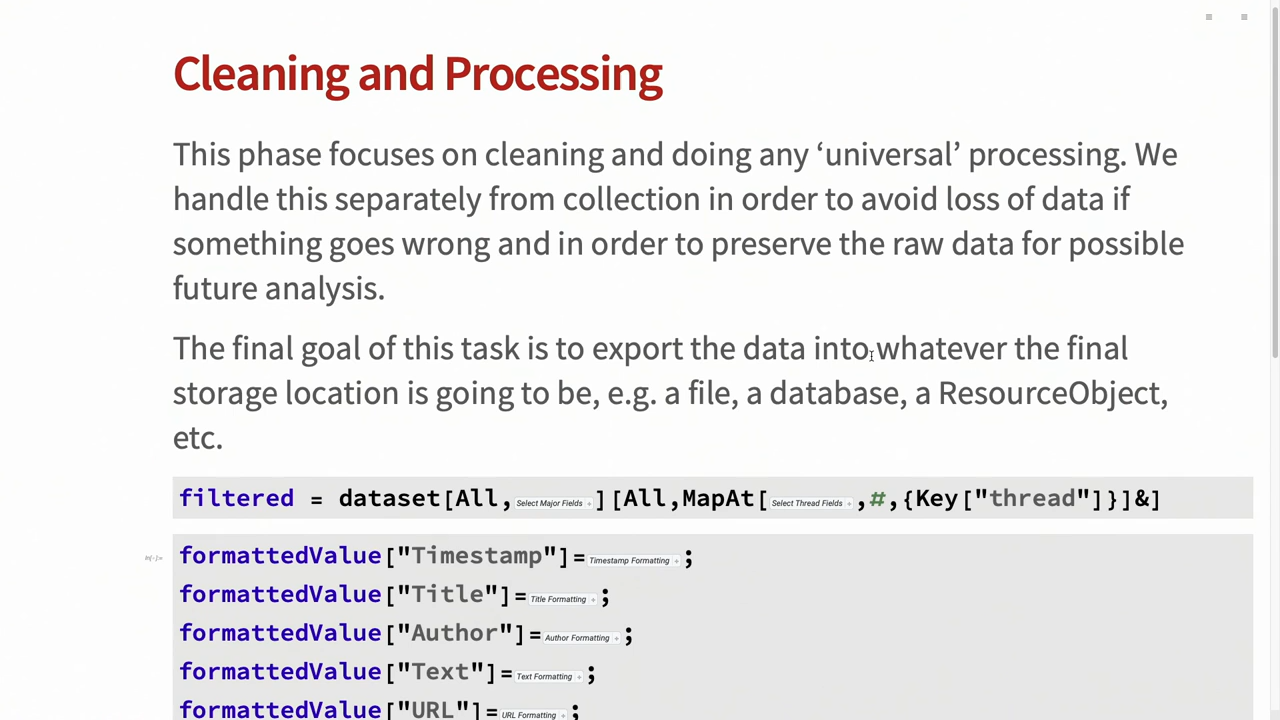 Cleaning and Processing
This phase focuses on cleaning and doing any ‘universal’ processing. We
handle this separately from collection in order to avoid loss of data if
something goes wrong and in order to preserve the raw data for possible
future analysis.
The final goal of this task is to export the data into whatever the final
storage location is going to be, e.g. a file, a database, a ResourceObject,
etc.
filtered = dataset[All, Select Major Fields + ][All,MapAt[ Select Thread Fields + ,#,{Key["thread"]}]&]
In[•]:=
formattedValue["Timestamp"]= Timestamp Formatting + ;
formattedValue["Title"]= Title Formatting + ;
formattedValue["Author"]= Author Formatting + ;
formattedValue["Text"]= Text Formatting + ;
formattedValue["URL"]= URL Formatting + ;